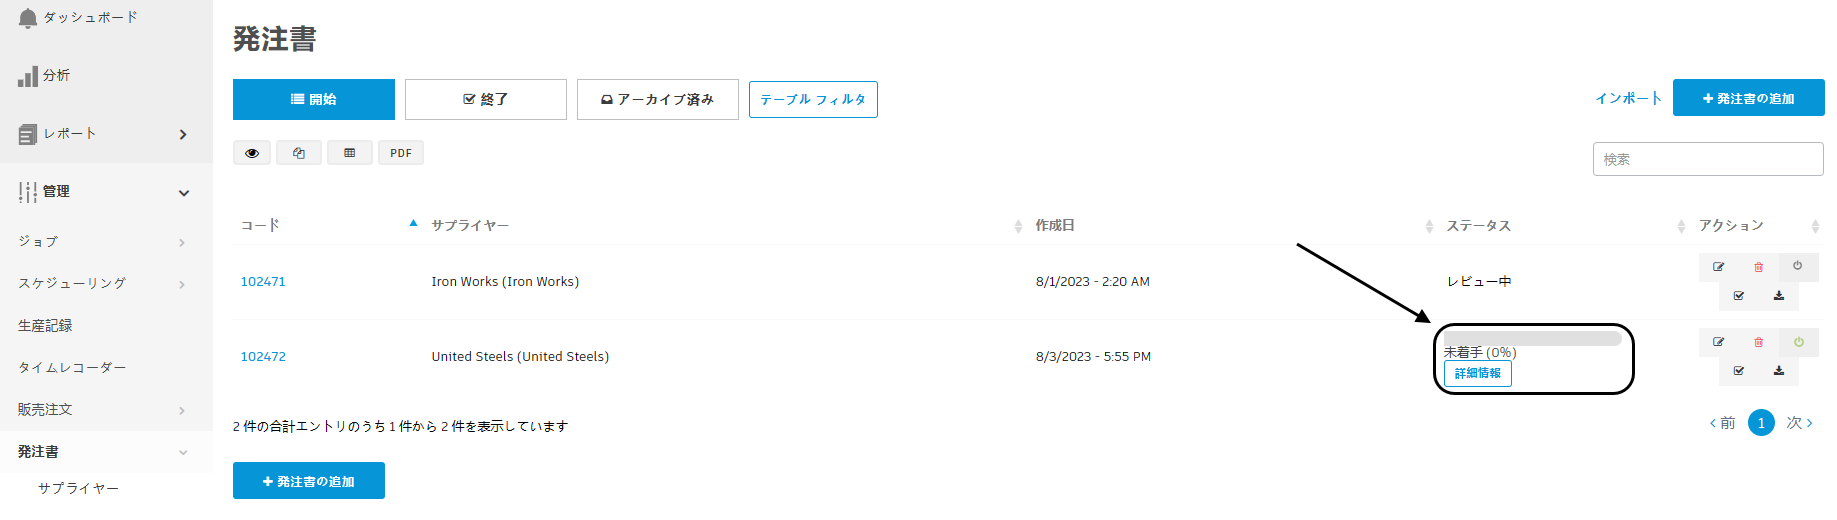 ダッシュボード
分析
レポート
管理
ジョブ
スケジューリング
生産記録
タイムレコーダー
販売注文
発注書
サプライヤー
発注書
開始 終了 アーカイブ済み テーブル フィルタ インポート 発注書の追加
PDF
検索
コード サプライヤー 作成日 ステータス アクション
102471 Iron Works (Iron Works) 8/1/2023 - 2:20 AM レビュー中
102472 United Steels (United Steels) 8/3/2023 - 5:55 PM 未着手 (0%)
詳細情報
2 件の合計エントリのうち 1 件から 2 件を表示しています
前 1 次
発注書の追加